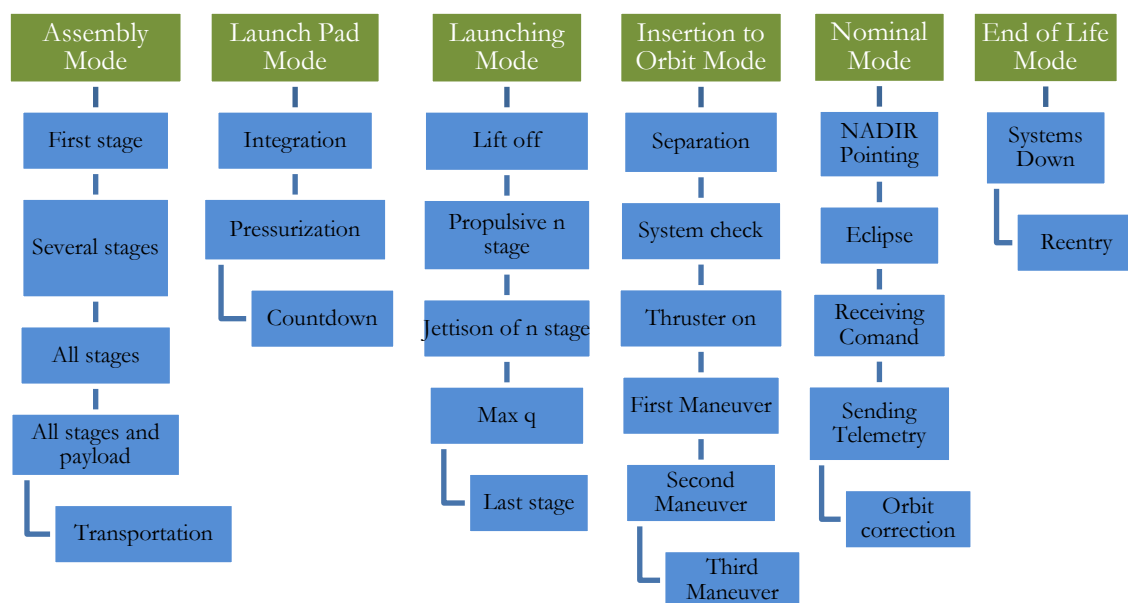 Assembly
Mode
First stage
Several stages
All stages
All stages and
payload
Transportation
Launch Pad
Mode
Integration
Pressurization
Countdown
Launching
Mode
Lift off
Propulsive n
stage
Jettison of n stage
Max q
Last stage
Insertion to
Orbit Mode
Separation
System check
Thruster on
First Maneuver
Second
Maneuver
Third
Maneuver
Nominal
Mode
NADIR
Pointing
Eclipse
Receiving
Comand
Sending
Telemetry
Orbit
correction
End of Life
Mode
Systems
Down
Reentry